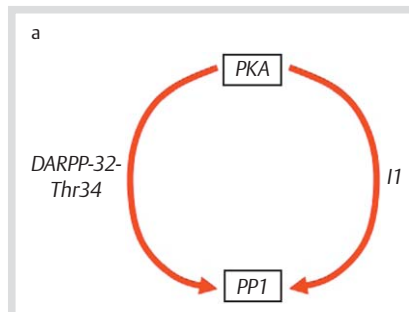 a
PKA
DARPP-32-
Thr34
I1
PP1